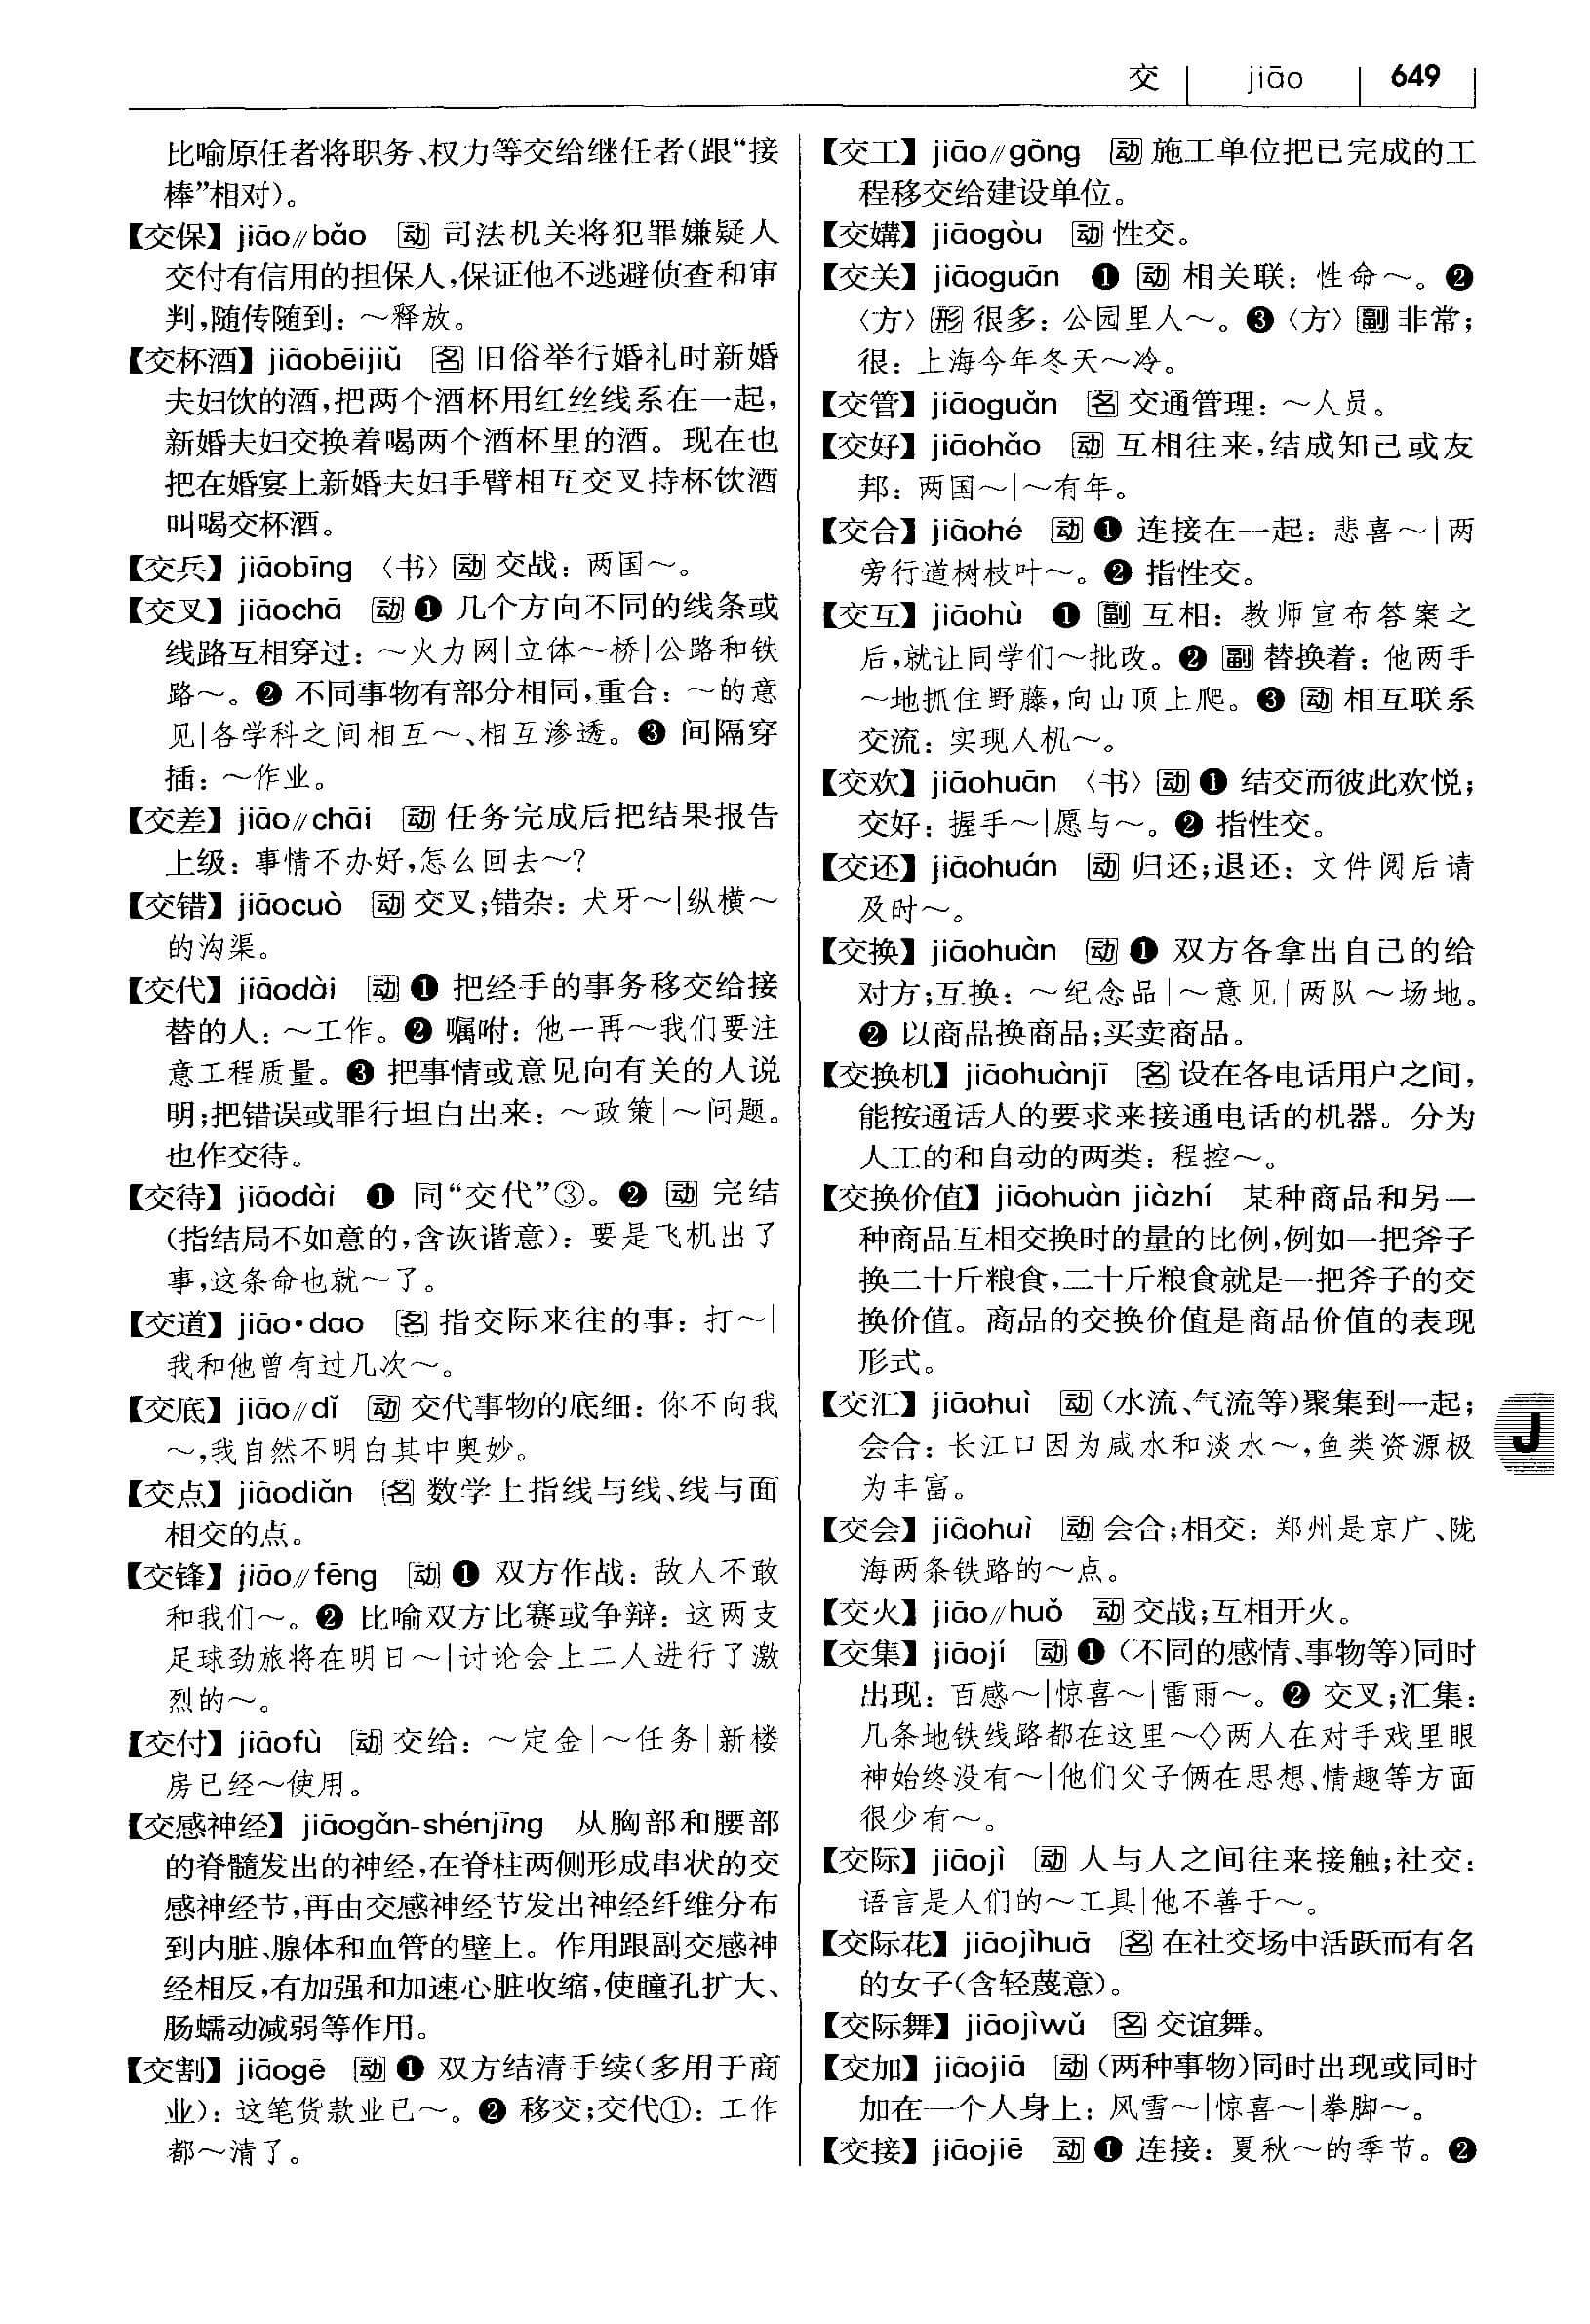 交 jiāo 649
比喻原任者将职务、权力等交给继任者(跟“接
棒”相对)。
【交保】jiāo∥bǎo 动 司法机关将犯罪嫌疑人
交付有信用的担保人,保证他不逃避侦查和审
判,随传随到:～释放。
【交杯酒】jiāobēijiǔ 名 旧俗举行婚礼时新婚
夫妇饮的酒,把两个酒杯用红丝线系在一起,
新婚夫妇交换着喝两个酒杯里的酒。现在也
把在婚宴上新婚夫妇手臂相互交叉持杯饮酒
叫喝交杯酒。
【交兵】jiāobīng 〈书〉动 交战:两国～。
【交叉】jiāochā 动 ❶ 几个方向不同的线条或
线路互相穿过:～火力网|立体～桥|公路和铁
路～。❷ 不同事物有部分相同,重合:～的意
见|各学科之间相互～、相互渗透。❸ 间隔穿
插:～作业。
【交差】jiāo∥chāi 动 任务完成后把结果报告
上级:事情不办好,怎么回去～?
【交错】jiāocuò 动 交叉;错杂:犬牙～|纵横～
的沟渠。
【交代】jiāodài 动 ❶ 把经手的事务移交给接
替的人:～工作。❷ 嘱咐:他一再～我们要注
意工程质量。❸ 把事情或意见向有关的人说
明;把错误或罪行坦白出来:～政策|～问题。
也作交待。
【交待】jiāodài ❶ 同“交代”③。❷ 动 完结
(指结局不如意的,含诙谐意):要是飞机出了
事,这条命也就～了。
【交道】jiāo·dao 名 指交际来往的事:打～|
我和他曾有过几次～。
【交底】jiāo∥dǐ 动 交代事物的底细:你不向我
～,我自然不明白其中奥妙。
【交点】jiāodiǎn 名 数学上指线与线、线与面
相交的点。
【交锋】jiāo∥fēng 动 ❶ 双方作战:敌人不敢
和我们～。❷ 比喻双方比赛或争辩:这两支
足球劲旅将在明日～|讨论会上二人进行了激
烈的～。
【交付】jiāofù 动 交给:～定金|～任务|新楼
房已经～使用。
【交感神经】jiāogǎn-shénjīng 从胸部和腰部
的脊髓发出的神经,在脊柱两侧形成串状的交
感神经节,再由交感神经节发出神经纤维分布
到内脏、腺体和血管的壁上。作用跟副交感神
经相反,有加强和加速心脏收缩,使瞳孔扩大、
肠蠕动减弱等作用。
【交割】jiāogē 动 ❶ 双方结清手续(多用于商
业):这笔货款业已～。❷ 移交;交代①:工作
都～清了。
【交工】jiāo∥gōng 动 施工单位把已完成的工
程移交给建设单位。
【交媾】jiāogòu 动 性交。
【交关】jiāoguān ❶ 动 相关联:性命～。❷
〈方〉形 很多:公园里人～。❸〈方〉副 非常;
很:上海今年冬天～冷。
【交管】jiāoguǎn 名 交通管理:～人员。
【交好】jiāohǎo 动 互相往来,结成知己或友
邦:两国～|～有年。
【交合】jiāohé 动 ❶ 连接在一起:悲喜～|两
旁行道树枝叶～。❷ 指性交。
【交互】jiāohù ❶ 副 互相:教师宣布答案之
后,就让同学们～批改。❷ 副 替换着:他两手
～地抓住野藤,向山顶上爬。❸ 动 相互联系
交流:实现人机～。
【交欢】jiāohuān 〈书〉动 ❶ 结交而彼此欢悦;
交好:握手～|愿与～。❷ 指性交。
【交还】jiāohuán 动 归还;退还:文件阅后请
及时～。
【交换】jiāohuàn 动 ❶ 双方各拿出自己的给
对方;互换:～纪念品|～意见|两队～场地。
❷ 以商品换商品;买卖商品。
【交换机】jiāohuànjī 名 设在各电话用户之间,
能按通话人的要求来接通电话的机器。分为
人工的和自动的两类:程控～。
【交换价值】jiāohuàn jiàzhí 某种商品和另一
种商品互相交换时的量的比例,例如一把斧子
换二十斤粮食,二十斤粮食就是一把斧子的交
换价值。商品的交换价值是商品价值的表现
形式。
【交汇】jiāohuì 动 (水流、气流等)聚集到一起;
会合:长江口因为咸水和淡水～,鱼类资源极
为丰富。
【交会】jiāohuì 动 会合;相交:郑州是京广、陇
海两条铁路的～点。
【交火】jiāo∥huǒ 动 交战;互相开火。
【交集】jiāojí 动 ❶ (不同的感情、事物等)同时
出现:百感～|惊喜～|雷雨～。❷ 交叉;汇集:
几条地铁线路都在这里～◇两人在对手戏里眼
神始终没有～|他们父子俩在思想、情趣等方面
很少有～。
【交际】jiāojì 动 人与人之间往来接触;社交:
语言是人们的～工具|他不善于～。
【交际花】jiāojìhuā 名 在社交场中活跃而有名
的女子(含轻蔑意)。
【交际舞】jiāojìwǔ 名 交谊舞。
【交加】jiāojiā 动 (两种事物)同时出现或同时
加在一个人身上:风雪～|惊喜～|拳脚～。
【交接】jiāojiē 动 ❶ 连接:夏秋～的季节。❷
J